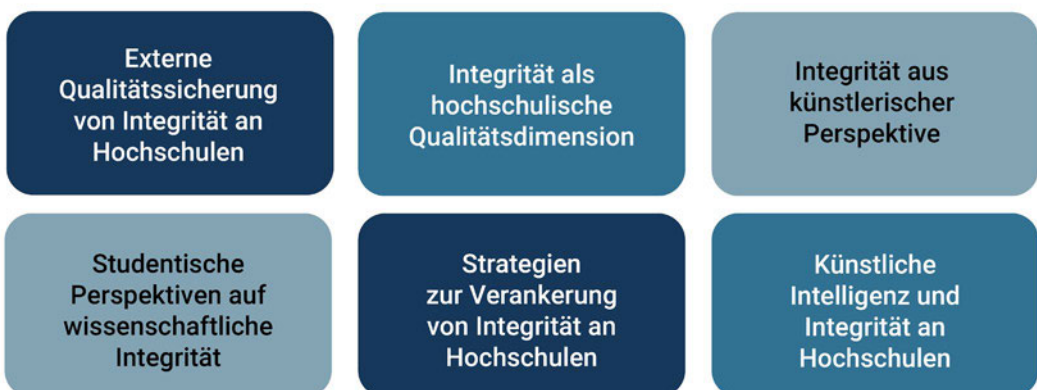 Externe
Qualitätssicherung
von Integrität an
Hochschulen
Integrität als
hochschulische
Qualitätsdimension
Integrität aus
künstlerischer
Perspektive
Studentische
Perspektiven auf
wissenschaftliche
Integrität
Strategien
zur Verankerung
von Integrität an
Hochschulen
Künstliche
Intelligenz und
Integrität an
Hochschulen